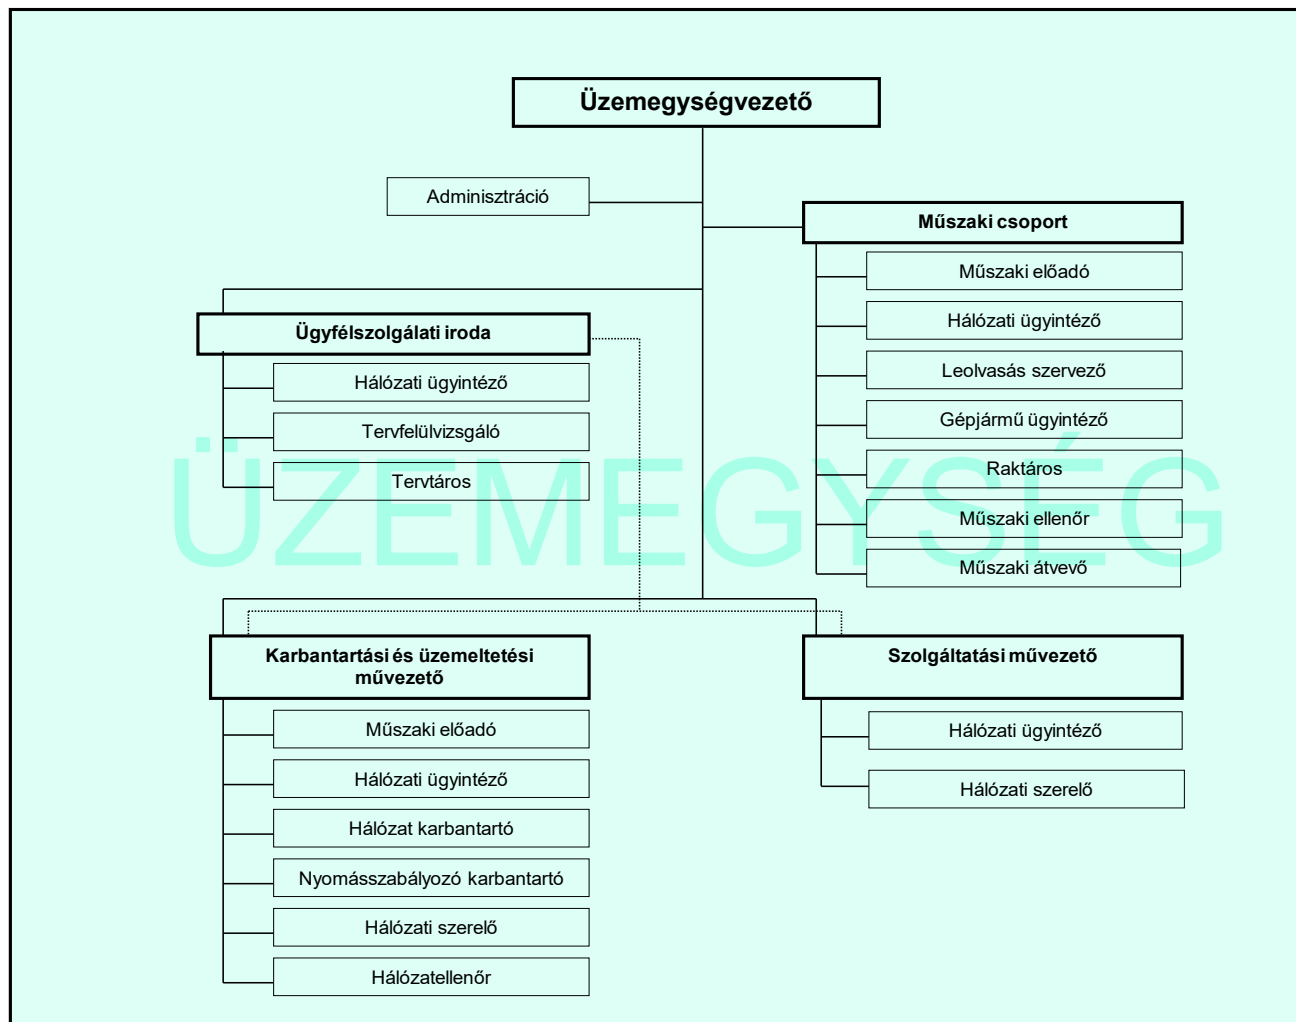 Üzemegységvezető
Adminisztráció
Műszaki csoport
Műszaki előadó
Hálózati ügyintéző
Leolvasás szervező
Gépjármű ügyintéző
Raktáros
Műszaki ellenőr
Műszaki átvevő
Ügyfélszolgálati iroda
Hálózati ügyintéző
Tervfelülvizsgáló
Tervtáros
ÜZEMEGYSÉG
Karbantartási és üzemeltetési
művezető
Műszaki előadó
Hálózati ügyintéző
Hálózat karbantartó
Nyomásszabályozó karbantartó
Hálózati szerelő
Hálózatellenőr
Szolgáltatási művezető
Hálózati ügyintéző
Hálózati szerelő